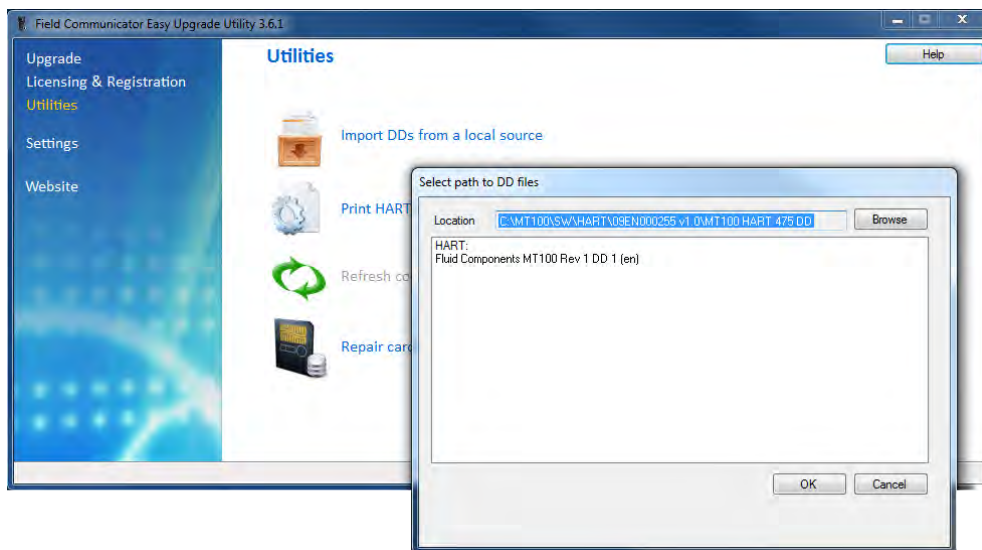 Field Communicator Easy Upgrade Utility 3.6.1
Upgrade
Licensing & Registration
Utilities
Settings
Website
Utilities
Help
Import DDs from a local source
Print HART
Refresh co
Repair card
Select path to DD files
Location C:\MT100\SW\HART\09EN000255 v1.0\MT100 HART 475 DD Browse
HART:
Fluid Components MT100 Rev 1 DD 1 (en)
OK Cancel